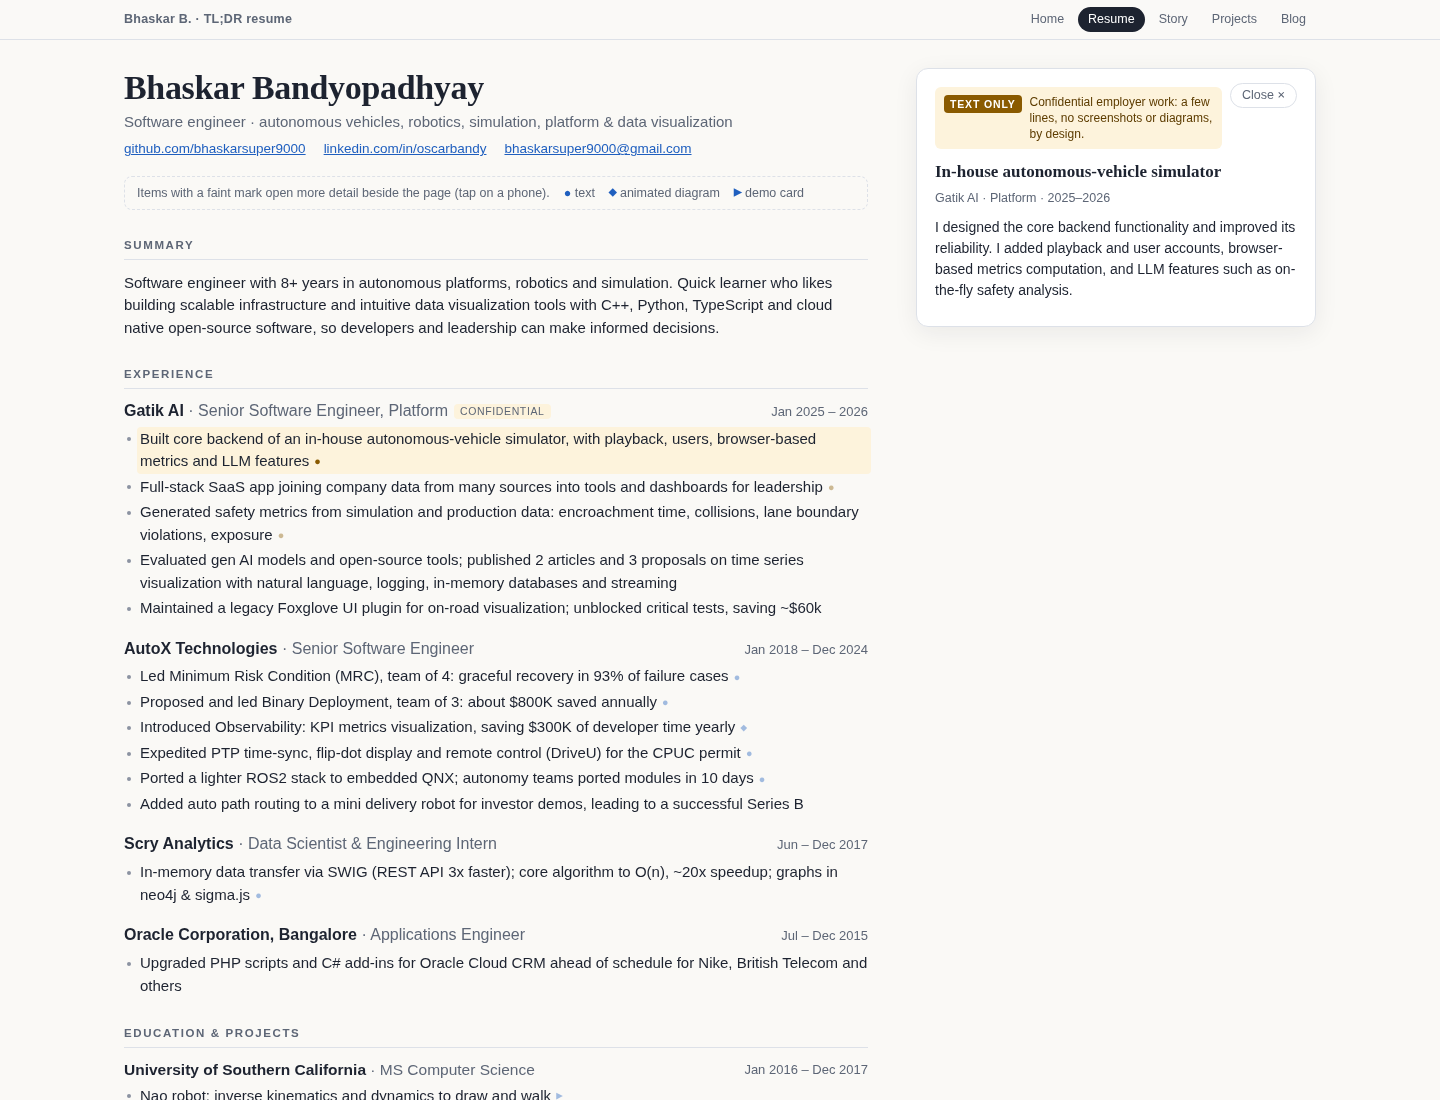 Bhaskar B. · TL;DR resume
Home Resume Story Projects Blog
Bhaskar Bandyopadhyay
Software engineer · autonomous vehicles, robotics, simulation, platform & data visualization
github.com/bhaskarsuper9000 linkedin.com/in/oscarbandy bhaskarsuper9000@gmail.com
Items with a faint mark open more detail beside the page (tap on a phone). ● text ◆ animated diagram ▶ demo card
SUMMARY
Software engineer with 8+ years in autonomous platforms, robotics and simulation. Quick learner who likes
building scalable infrastructure and intuitive data visualization tools with C++, Python, TypeScript and cloud
native open-source software, so developers and leadership can make informed decisions.
EXPERIENCE
Gatik AI · Senior Software Engineer, Platform CONFIDENTIAL Jan 2025 – 2026
• Built core backend of an in-house autonomous-vehicle simulator, with playback, users, browser-based
metrics and LLM features ●
• Full-stack SaaS app joining company data from many sources into tools and dashboards for leadership ●
• Generated safety metrics from simulation and production data: encroachment time, collisions, lane boundary
violations, exposure ●
• Evaluated gen AI models and open-source tools; published 2 articles and 3 proposals on time series
visualization with natural language, logging, in-memory databases and streaming
• Maintained a legacy Foxglove UI plugin for on-road visualization; unblocked critical tests, saving ~$60k
AutoX Technologies · Senior Software Engineer Jan 2018 – Dec 2024
• Led Minimum Risk Condition (MRC), team of 4: graceful recovery in 93% of failure cases ●
• Proposed and led Binary Deployment, team of 3: about $800K saved annually ●
• Introduced Observability: KPI metrics visualization, saving $300K of developer time yearly ◆
• Expedited PTP time-sync, flip-dot display and remote control (DriveU) for the CPUC permit ●
• Ported a lighter ROS2 stack to embedded QNX; autonomy teams ported modules in 10 days ●
• Added auto path routing to a mini delivery robot for investor demos, leading to a successful Series B
Scry Analytics · Data Scientist & Engineering Intern Jun – Dec 2017
• In-memory data transfer via SWIG (REST API 3x faster); core algorithm to O(n), ~20x speedup; graphs in
neo4j & sigma.js ●
Oracle Corporation, Bangalore · Applications Engineer Jul – Dec 2015
• Upgraded PHP scripts and C# add-ins for Oracle Cloud CRM ahead of schedule for Nike, British Telecom and
others
EDUCATION & PROJECTS
University of Southern California · MS Computer Science Jan 2016 – Dec 2017
• Nao robot: inverse kinematics and dynamics to draw and walk ▶
TEXT ONLY Confidential employer work: a few
lines, no screenshots or diagrams,
by design.
Close ×
In-house autonomous-vehicle simulator
Gatik AI · Platform · 2025–2026
I designed the core backend functionality and improved its
reliability. I added playback and user accounts, browser-
based metrics computation, and LLM features such as on-
the-fly safety analysis.